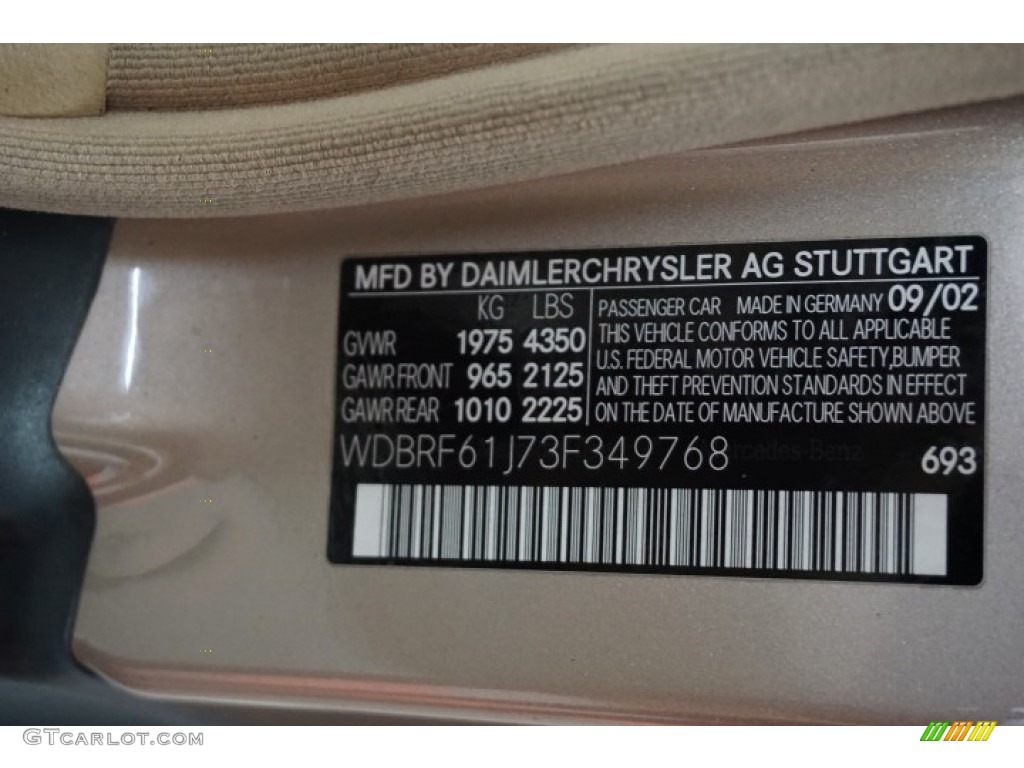 MFD BY DAIMLERCHRYSLER AG STUTTGART
KG LBS
GVWR 1975 4350
GAWR FRONT 965 2125
GAWR REAR 1010 2225
PASSENGER CAR MADE IN GERMANY 09/02
THIS VEHICLE CONFORMS TO ALL APPLICABLE
U.S. FEDERAL MOTOR VEHICLE SAFETY,BUMPER
AND THEFT PREVENTION STANDARDS IN EFFECT
ON THE DATE OF MANUFACTURE SHOWN ABOVE
WDBRF61J73F349768 Mercedes-Benz 693
GTCarlot.com